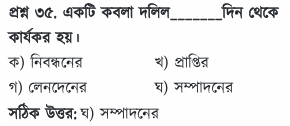 প্রশ্ন ৩৫. একটি কবলা দলিল_______দিন থেকে
কার্যকর হয়।
ক) নিবন্ধনের খ) প্রাপ্তির
গ) লেনদেনের ঘ) সম্পাদনের
সঠিক উত্তর: ঘ) সম্পাদনের